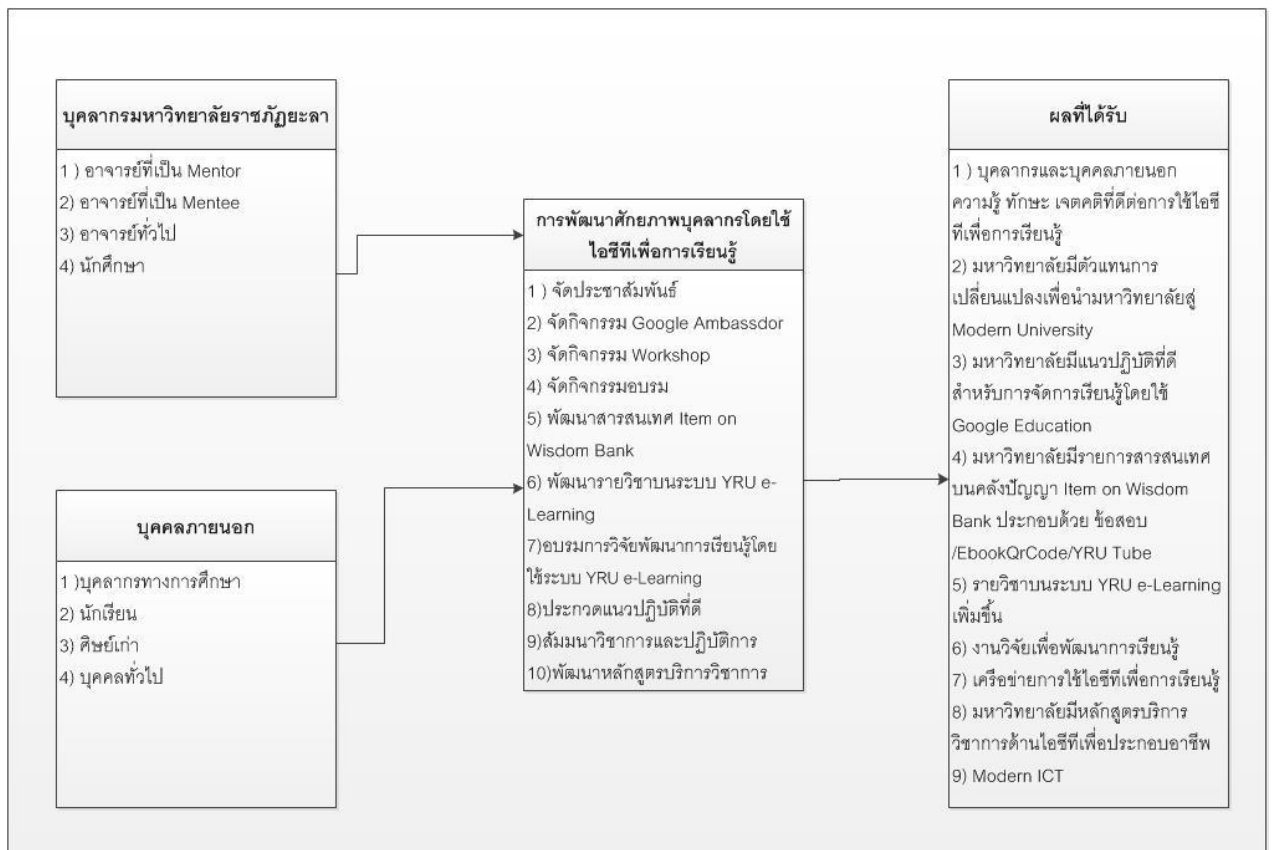 บุคลากรมหาวิทยาลัยราชภัฏยะลา
1 ) อาจารย์ที่เป็น Mentor
2) อาจารย์ที่เป็น Mentee
3) อาจารย์ทั่วไป
4) นักศึกษา
บุคคลภายนอก
1 )บุคลากรทางการศึกษา
2) นักเรียน
3) ศิษย์เก่า
4) บุคคลทั่วไป
การพัฒนาศักยภาพบุคลากรโดยใช้
ไอซีทีเพื่อการเรียนรู้
1 ) จัดประชาสัมพันธ์
2) จัดกิจกรรม Google Ambassdor
3) จัดกิจกรรม Workshop
4) จัดกิจกรรมอบรม
5) พัฒนาสารสนเทศ Item on
Wisdom Bank
6) พัฒนารายวิชาบนระบบ YRU e-
Learning
7)อบรมการวิจัยพัฒนาการเรียนรู้โดย
ใช้ระบบ YRU e-Learning
8)ประกวดแนวปฏิบัติที่ดี
9)สัมมนาวิชาการและปฏิบัติการ
10)พัฒนาหลักสูตรบริการวิชาการ
ผลที่ได้รับ
1 ) บุคลากรและบุคคลภายนอก
ความรู้ ทักษะ เจตคติที่ดีต่อการใช้ไอซี
ทีเพื่อการเรียนรู้
2) มหาวิทยาลัยมีตัวแทนการ
เปลี่ยนแปลงเพื่อนำมหาวิทยาลัยสู่
Modern University
3) มหาวิทยาลัยมีแนวปฏิบัติที่ดี
สำหรับการจัดการเรียนรู้โดยใช้
Google Education
4) มหาวิทยาลัยมีรายการสารสนเทศ
บนคลังปัญญา Item on Wisdom
Bank ประกอบด้วย ข้อสอบ
/EbookQrCode/YRU Tube
5) รายวิชาบนระบบ YRU e-Learning
เพิ่มขึ้น
6) งานวิจัยเพื่อพัฒนาการเรียนรู้
7) เครือข่ายการใช้ไอซีทีเพื่อการเรียนรู้
8) มหาวิทยาลัยมีหลักสูตรบริการ
วิชาการด้านไอซีทีเพื่อประกอบอาชีพ
9) Modern ICT